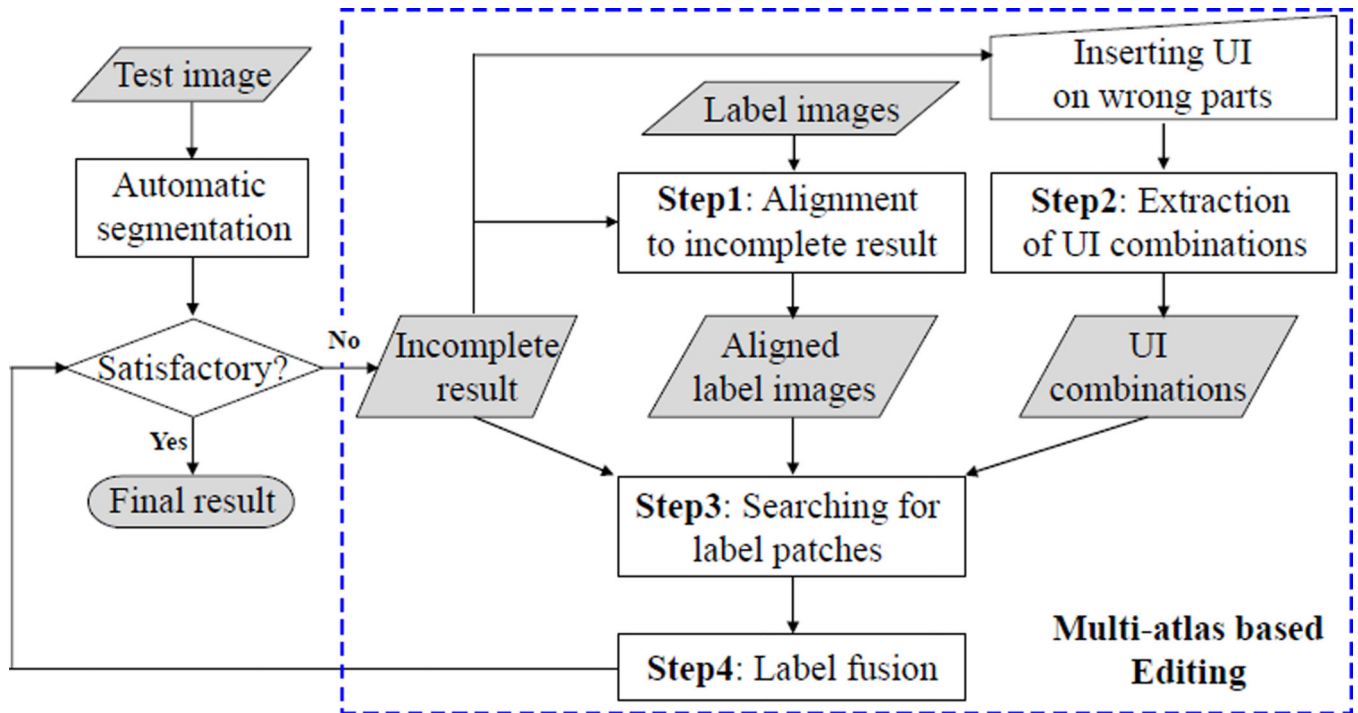 Test image
Automatic
segmentation
Satisfactory?
No
Yes
Final result
Inserting UI
on wrong parts
Label images
Step1: Alignment
to incomplete result
Step2: Extraction
of UI combinations
Incomplete
result
Aligned
label images
UI
combinations
Step3: Searching for
label patches
Step4: Label fusion
Multi-atlas based
Editing